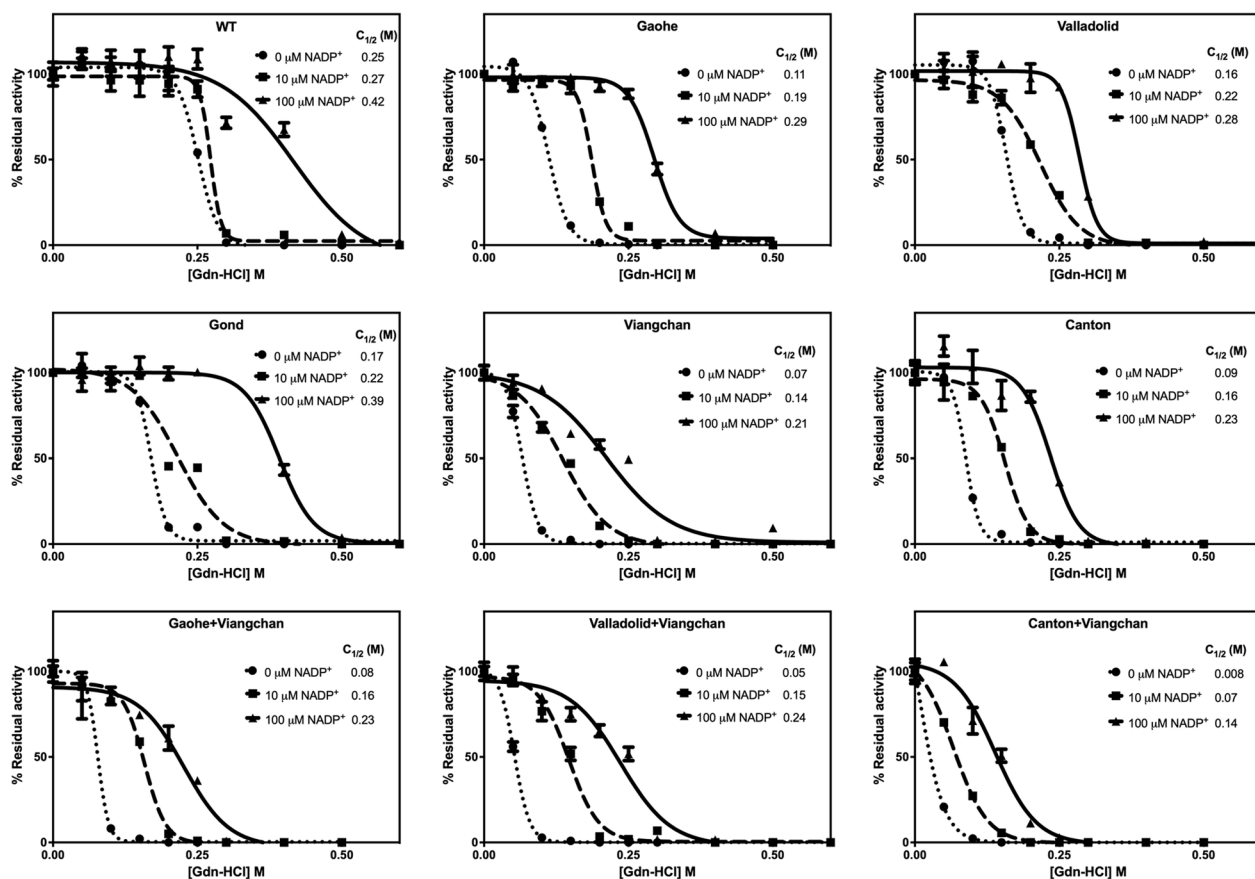 WT
C1/2 (M)
0 μM NADP+ 0.25
10 μM NADP+ 0.27
100 μM NADP+ 0.42
% Residual activity
100
50
0
0.00 0.25 0.50
[Gdn-HCl] M
Gaohe
C1/2 (M)
0 μM NADP+ 0.11
10 μM NADP+ 0.19
100 μM NADP+ 0.29
% Residual activity
100
50
0
0.00 0.25 0.50
[Gdn-HCl] M
Valladolid
C1/2 (M)
0 μM NADP+ 0.16
10 μM NADP+ 0.22
100 μM NADP+ 0.28
% Residual activity
100
50
0
0.00 0.25 0.50
[Gdn-HCl] M
Gond
C1/2 (M)
0 μM NADP+ 0.17
10 μM NADP+ 0.22
100 μM NADP+ 0.39
% Residual activity
100
50
0
0.00 0.25 0.50
[Gdn-HCl] M
Viangchan
C1/2 (M)
0 μM NADP+ 0.07
10 μM NADP+ 0.14
100 μM NADP+ 0.21
% Residual activity
100
50
0
0.00 0.25 0.50
[Gdn-HCl] M
Canton
C1/2 (M)
0 μM NADP+ 0.09
10 μM NADP+ 0.16
100 μM NADP+ 0.23
% Residual activity
100
50
0
0.00 0.25 0.50
[Gdn-HCl] M
Gaohe+Viangchan
C1/2 (M)
0 μM NADP+ 0.08
10 μM NADP+ 0.16
100 μM NADP+ 0.23
% Residual activity
100
50
0
0.00 0.25 0.50
[Gdn-HCl] M
Valladolid+Viangchan
C1/2 (M)
0 μM NADP+ 0.05
10 μM NADP+ 0.15
100 μM NADP+ 0.24
% Residual activity
100
50
0
0.00 0.25 0.50
[Gdn-HCl] M
Canton+Viangchan
C1/2 (M)
0 μM NADP+ 0.008
10 μM NADP+ 0.07
100 μM NADP+ 0.14
% Residual activity
100
50
0
0.00 0.25 0.50
[Gdn-HCl] M